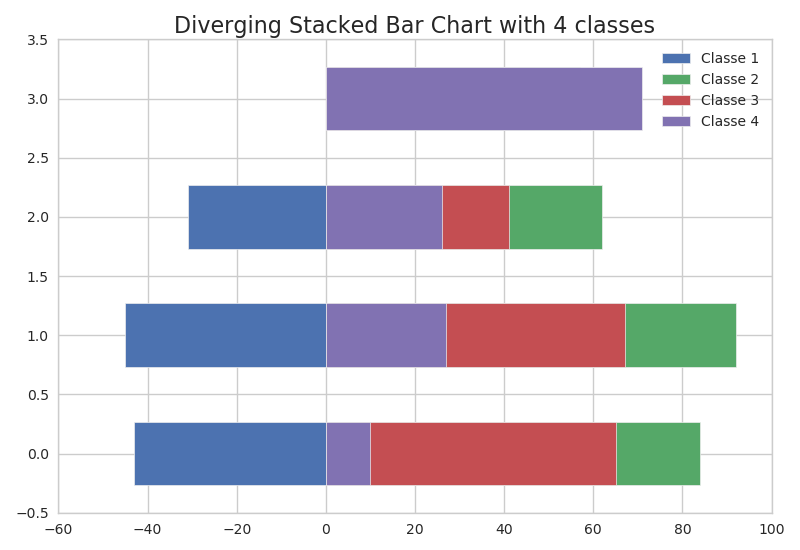 Diverging Stacked Bar Chart with 4 classes
3.5
Classe 1
Classe 2
3.0
Classe 3
Classe 4
2.5
2.0
1.5
1.0
0.5
0.0
−0.5
−60 −40 −20 0 20 40 60 80 100